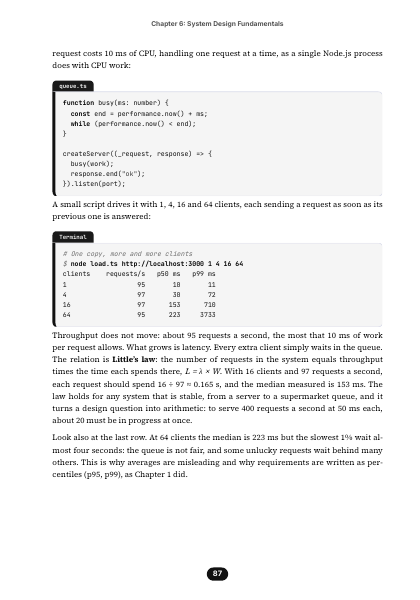 Chapter 6: System Design Fundamentals
request costs 10 ms of CPU, handling one request at a time, as a single Node.js process
does with CPU work:
queue.ts
function busy(ms: number) {
  const end = performance.now() + ms;
  while (performance.now() < end);
}

createServer((_request, response) => {
  busy(work);
  response.end("ok");
}).listen(port);
A small script drives it with 1, 4, 16 and 64 clients, each sending a request as soon as its
previous one is answered:
Terminal
# One copy, more and more clients
$ node load.ts http://localhost:3000 1 4 16 64
clients    requests/s   p50 ms   p99 ms
1                  95       10       11
4                  97       38       72
16                 97      153      710
64                 95      223     3733
Throughput does not move: about 95 requests a second, the most that 10 ms of work
per request allows. What grows is latency. Every extra client simply waits in the queue.
The relation is Little's law: the number of requests in the system equals throughput
times the time each spends there, L = λ × W. With 16 clients and 97 requests a second,
each request should spend 16 ÷ 97 ≈ 0.165 s, and the median measured is 153 ms. The
law holds for any system that is stable, from a server to a supermarket queue, and it
turns a design question into arithmetic: to serve 400 requests a second at 50 ms each,
about 20 must be in progress at once.
Look also at the last row. At 64 clients the median is 223 ms but the slowest 1% wait al-
most four seconds: the queue is not fair, and some unlucky requests wait behind many
others. This is why averages are misleading and why requirements are written as per-
centiles (p95, p99), as Chapter 1 did.
87